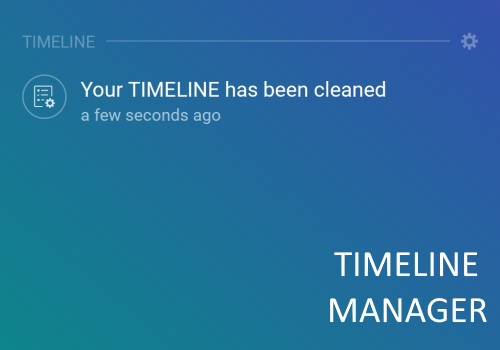 TIMELINE
Your TIMELINE has been cleaned
a few seconds ago
TIMELINE
MANAGER